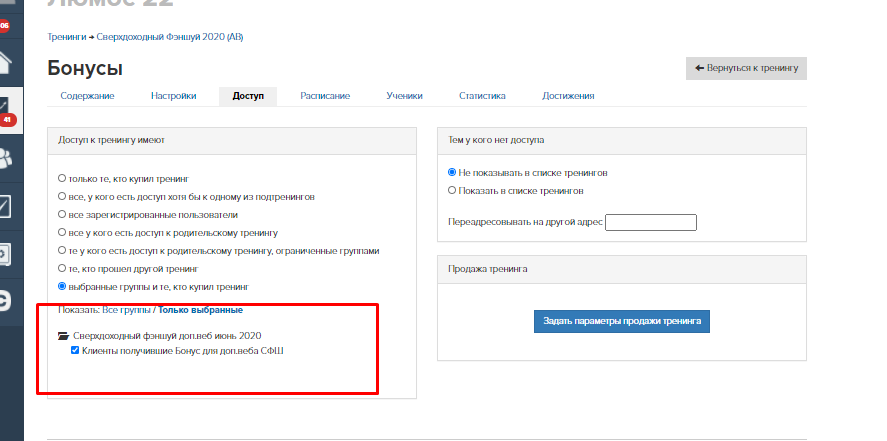 Люмос 22
06
41
Тренинги → Сверхдоходный Фэншуй 2020 (АВ)
Бонусы
← Вернуться к тренингу
Содержание Настройки Доступ Расписание Ученики Статистика Достижения
Доступ к тренингу имеют
только те, кто купил тренинг
все, у кого есть доступ хотя бы к одному из подтренингов
все зарегистрированные пользователи
все у кого есть доступ к родительскому тренингу
те у кого есть доступ к родительскому тренингу, ограниченные группами
те, кто прошел другой тренинг
выбранные группы и те, кто купил тренинг
Показать: Все группы / Только выбранные
Сверхдоходный фэншуй доп.веб июнь 2020
Клиенты получившие Бонус для доп.веба СФШ
Тем у кого нет доступа
Не показывать в списке тренингов
Показать в списке тренингов
Переадресовывать на другой адрес
Продажа тренинга
Задать параметры продажи тренинга